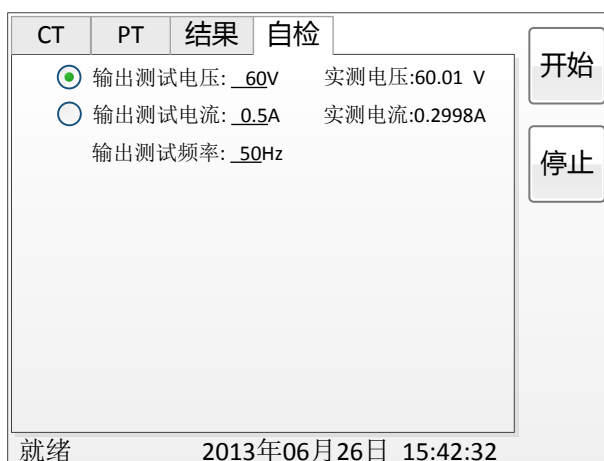 CT PT 结果 自检
输出测试电压: 60V 实测电压:60.01 V
输出测试电流: 0.5A 实测电流:0.2998A
输出测试频率: 50Hz
开始
停止
就绪 2013年06月26日 15:42:32